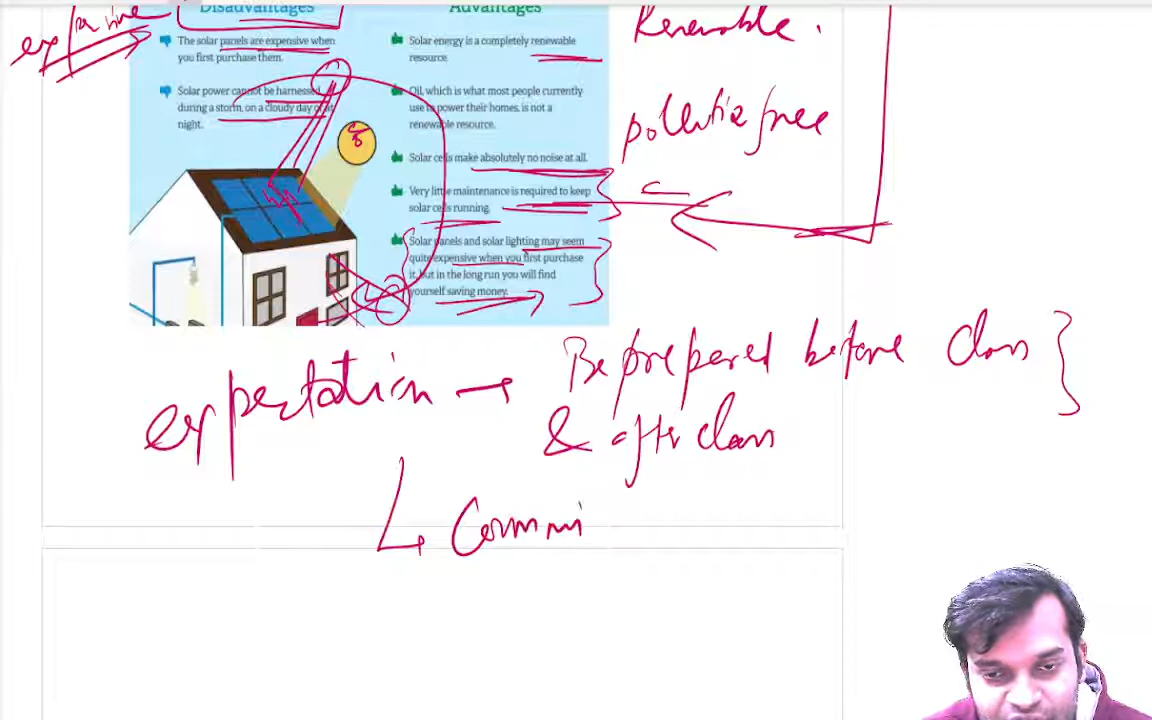 expensive
Disadvantages
The solar panels are expensive when
you first purchase them.
Solar power cannot be harnessed
during a storm, on a cloudy day or at
night.
Advantages
Solar energy is a completely renewable
resource.
Oil, which is what most people currently
use to power their homes, is not a
renewable resource.
Solar cells make absolutely no noise at all.
Very little maintenance is required to keep
solar cells running.
Solar panels and solar lighting may seem
quite expensive when you first purchase
it, but in the long run you will find
yourself saving money.
Renewable.
pollution free
expectation → Be prepared before class
& after class
↳ Commi